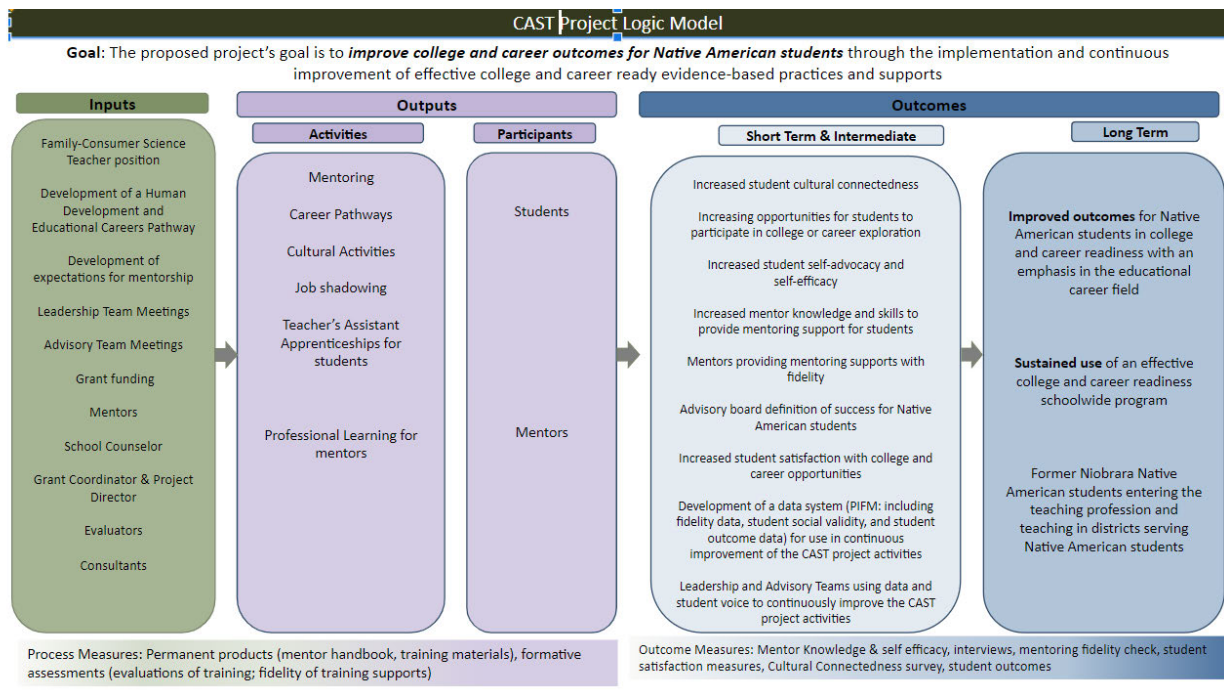 CAST Project Logic Model
Goal: The proposed project's goal is to improve college and career outcomes for Native American students through the implementation and continuous
improvement of effective college and career ready evidence-based practices and supports
Inputs
Family-Consumer Science
Teacher position
Development of a Human
Development and
Educational Careers Pathway
Development of
expectations for mentorship
Leadership Team Meetings
Advisory Team Meetings
Grant funding
Mentors
School Counselor
Grant Coordinator & Project
Director
Evaluators
Consultants
Outputs
Activities
Mentoring
Career Pathways
Cultural Activities
Job shadowing
Teacher's Assistant
Apprenticeships for
students
Professional Learning for
mentors
Participants
Students
Mentors
Outcomes
Short Term & Intermediate
Increased student cultural connectedness
Increasing opportunities for students to
participate in college or career exploration
Increased student self-advocacy and
self-efficacy
Increased mentor knowledge and skills to
provide mentoring support for students
Mentors providing mentoring supports with
fidelity
Advisory board definition of success for Native
American students
Increased student satisfaction with college and
career opportunities
Development of a data system (PIFM: including
fidelity data, student social validity, and student
outcome data) for use in continuous
improvement of the CAST project activities
Leadership and Advisory Teams using data and
student voice to continuously improve the CAST
project activities
Long Term
Improved outcomes for Native
American students in college
and career readiness with an
emphasis in the educational
career field
Sustained use of an effective
college and career readiness
schoolwide program
Former Niobrara Native
American students entering the
teaching profession and
teaching in districts serving
Native American students
Process Measures: Permanent products (mentor handbook, training materials), formative
assessments (evaluations of training; fidelity of training supports)
Outcome Measures: Mentor Knowledge & self efficacy, interviews, mentoring fidelity check, student
satisfaction measures, Cultural Connectedness survey, student outcomes